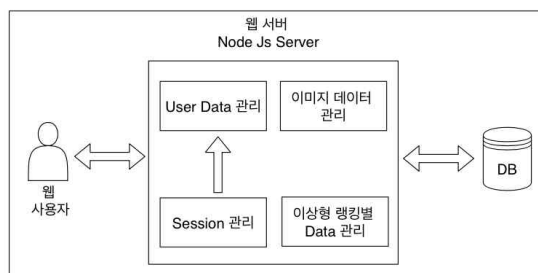 웹 서버
Node Js Server
User Data 관리
이미지 데이터
관리
웹
사용자
DB
Session 관리
이상형 랭킹별
Data 관리